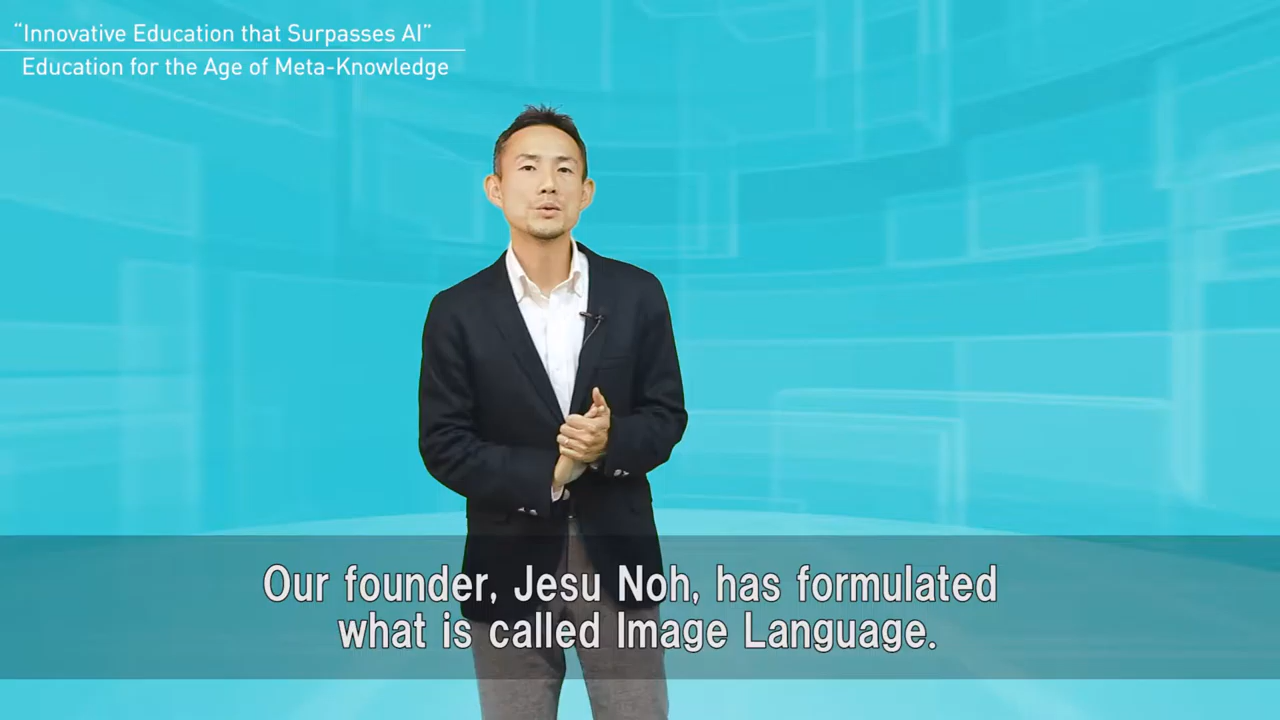 “Innovative Education that Surpasses AI”
Education for the Age of Meta-Knowledge
Our founder, Jesu Noh, has formulated
what is called Image Language.